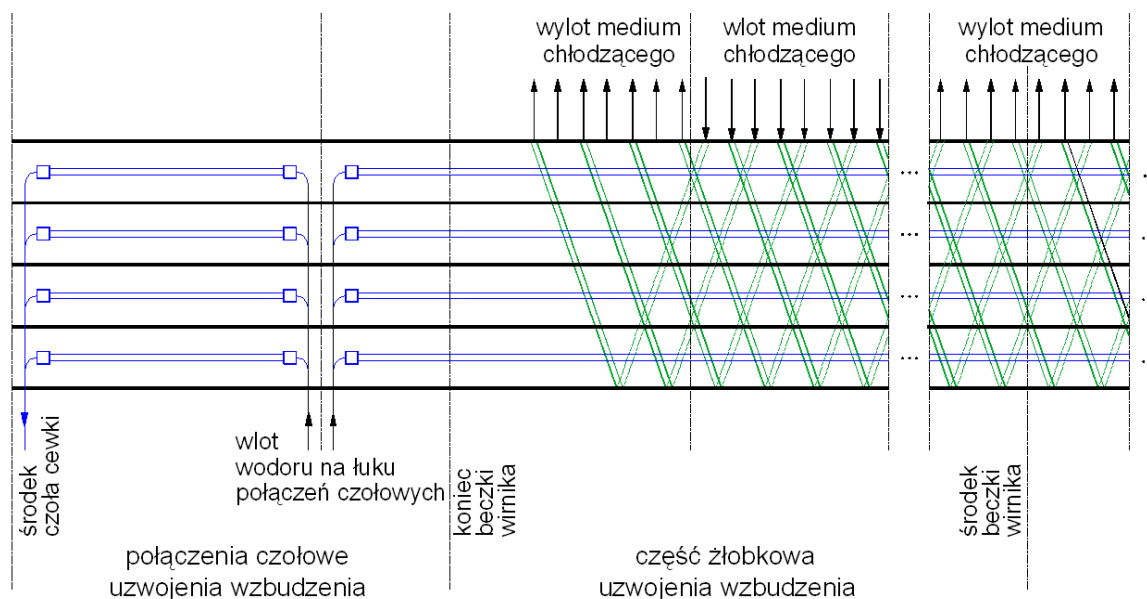 wylot medium
chłodzącego
wlot medium
chłodzącego
wylot medium
chłodzącego
...
...
...
...
środek
czoła cewki
wlot
wodoru na łuku
połączeń czołowych
koniec
beczki
wirnika
środek
beczki
wirnika
połączenia czołowe
uzwojenia wzbudzenia
część żłobkowa
uzwojenia wzbudzenia